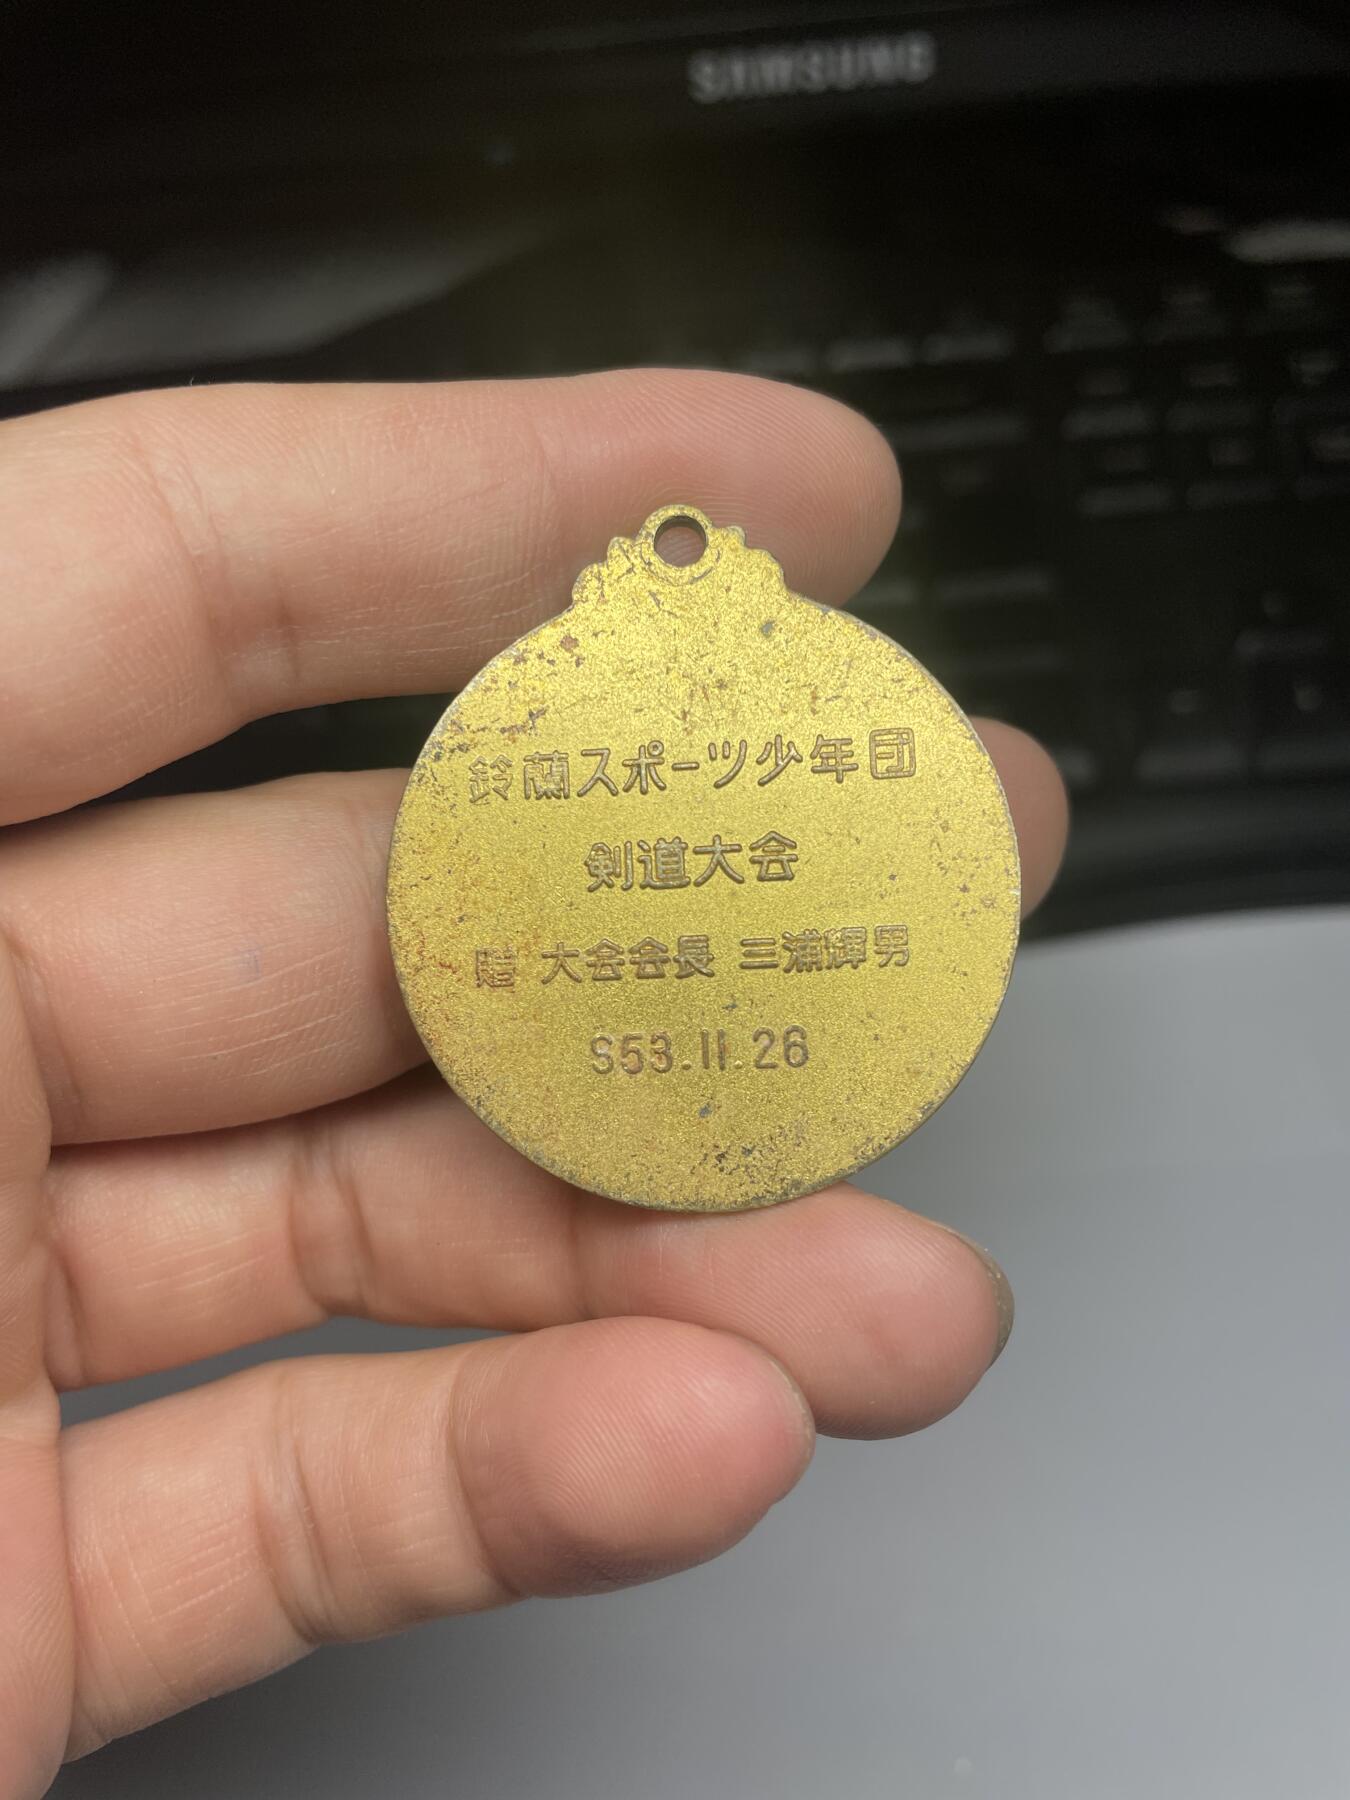 SAMSUNG
鈴蘭スポーツ少年団
剣道大会
贈 大会会長 三浦輝男
S53.11.26